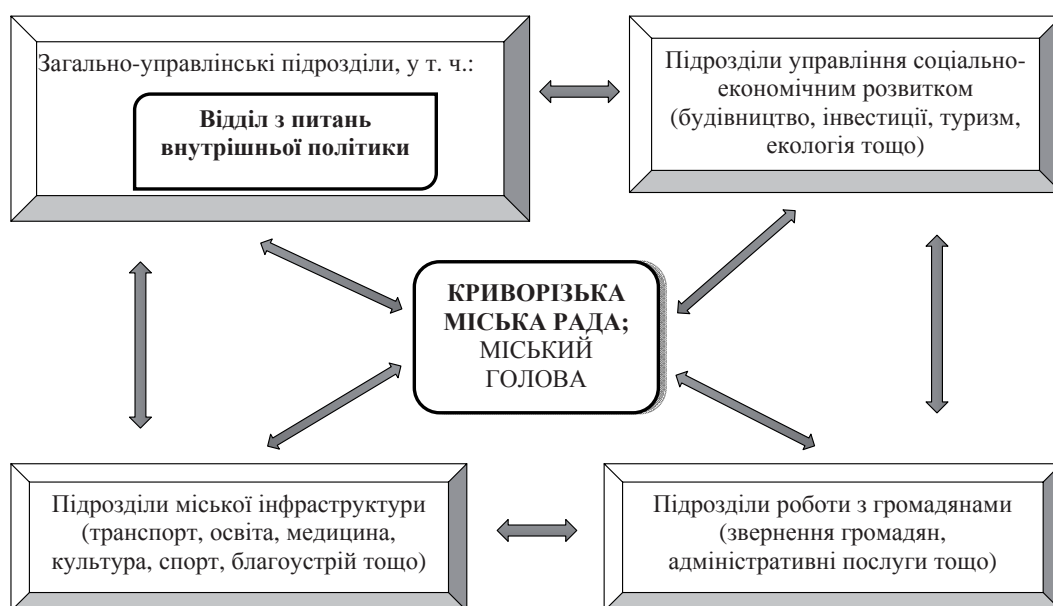 Загально-управлінські підрозділи, у т. ч.:
Відділ з питань
внутрішньої політики
Підрозділи управління соціально-
економічним розвитком
(будівництво, інвестиції, туризм,
екологія тощо)
КРИВОРІЗЬКА
МІСЬКА РАДА;
МІСЬКИЙ
ГОЛОВА
Підрозділи міської інфраструктури
(транспорт, освіта, медицина,
культура, спорт, благоустрій тощо)
Підрозділи роботи з громадянами
(звернення громадян,
адміністративні послуги тощо)